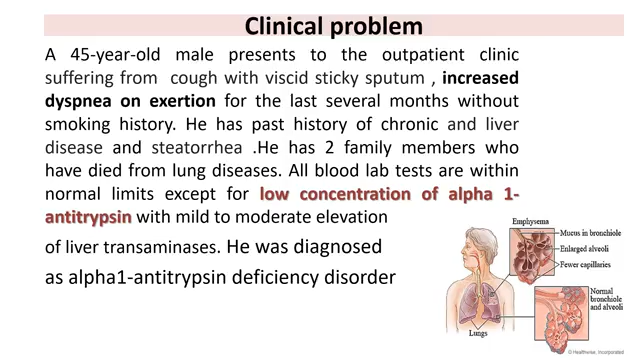 Clinical problem
A 45-year-old male presents to the outpatient clinic
suffering from cough with viscid sticky sputum , increased
dyspnea on exertion for the last several months without
smoking history. He has past history of chronic and liver
disease and steatorrhea .He has 2 family members who
have died from lung diseases. All blood lab tests are within
normal limits except for low concentration of alpha 1-
antitrypsin with mild to moderate elevation
of liver transaminases. He was diagnosed
as alpha1-antitrypsin deficiency disorder
Emphysema
Mucus in bronchiole
Enlarged alveoli
Fewer capillaries
Normal
bronchiole
and alveoli
Lungs
© Healthwise, Incorporated